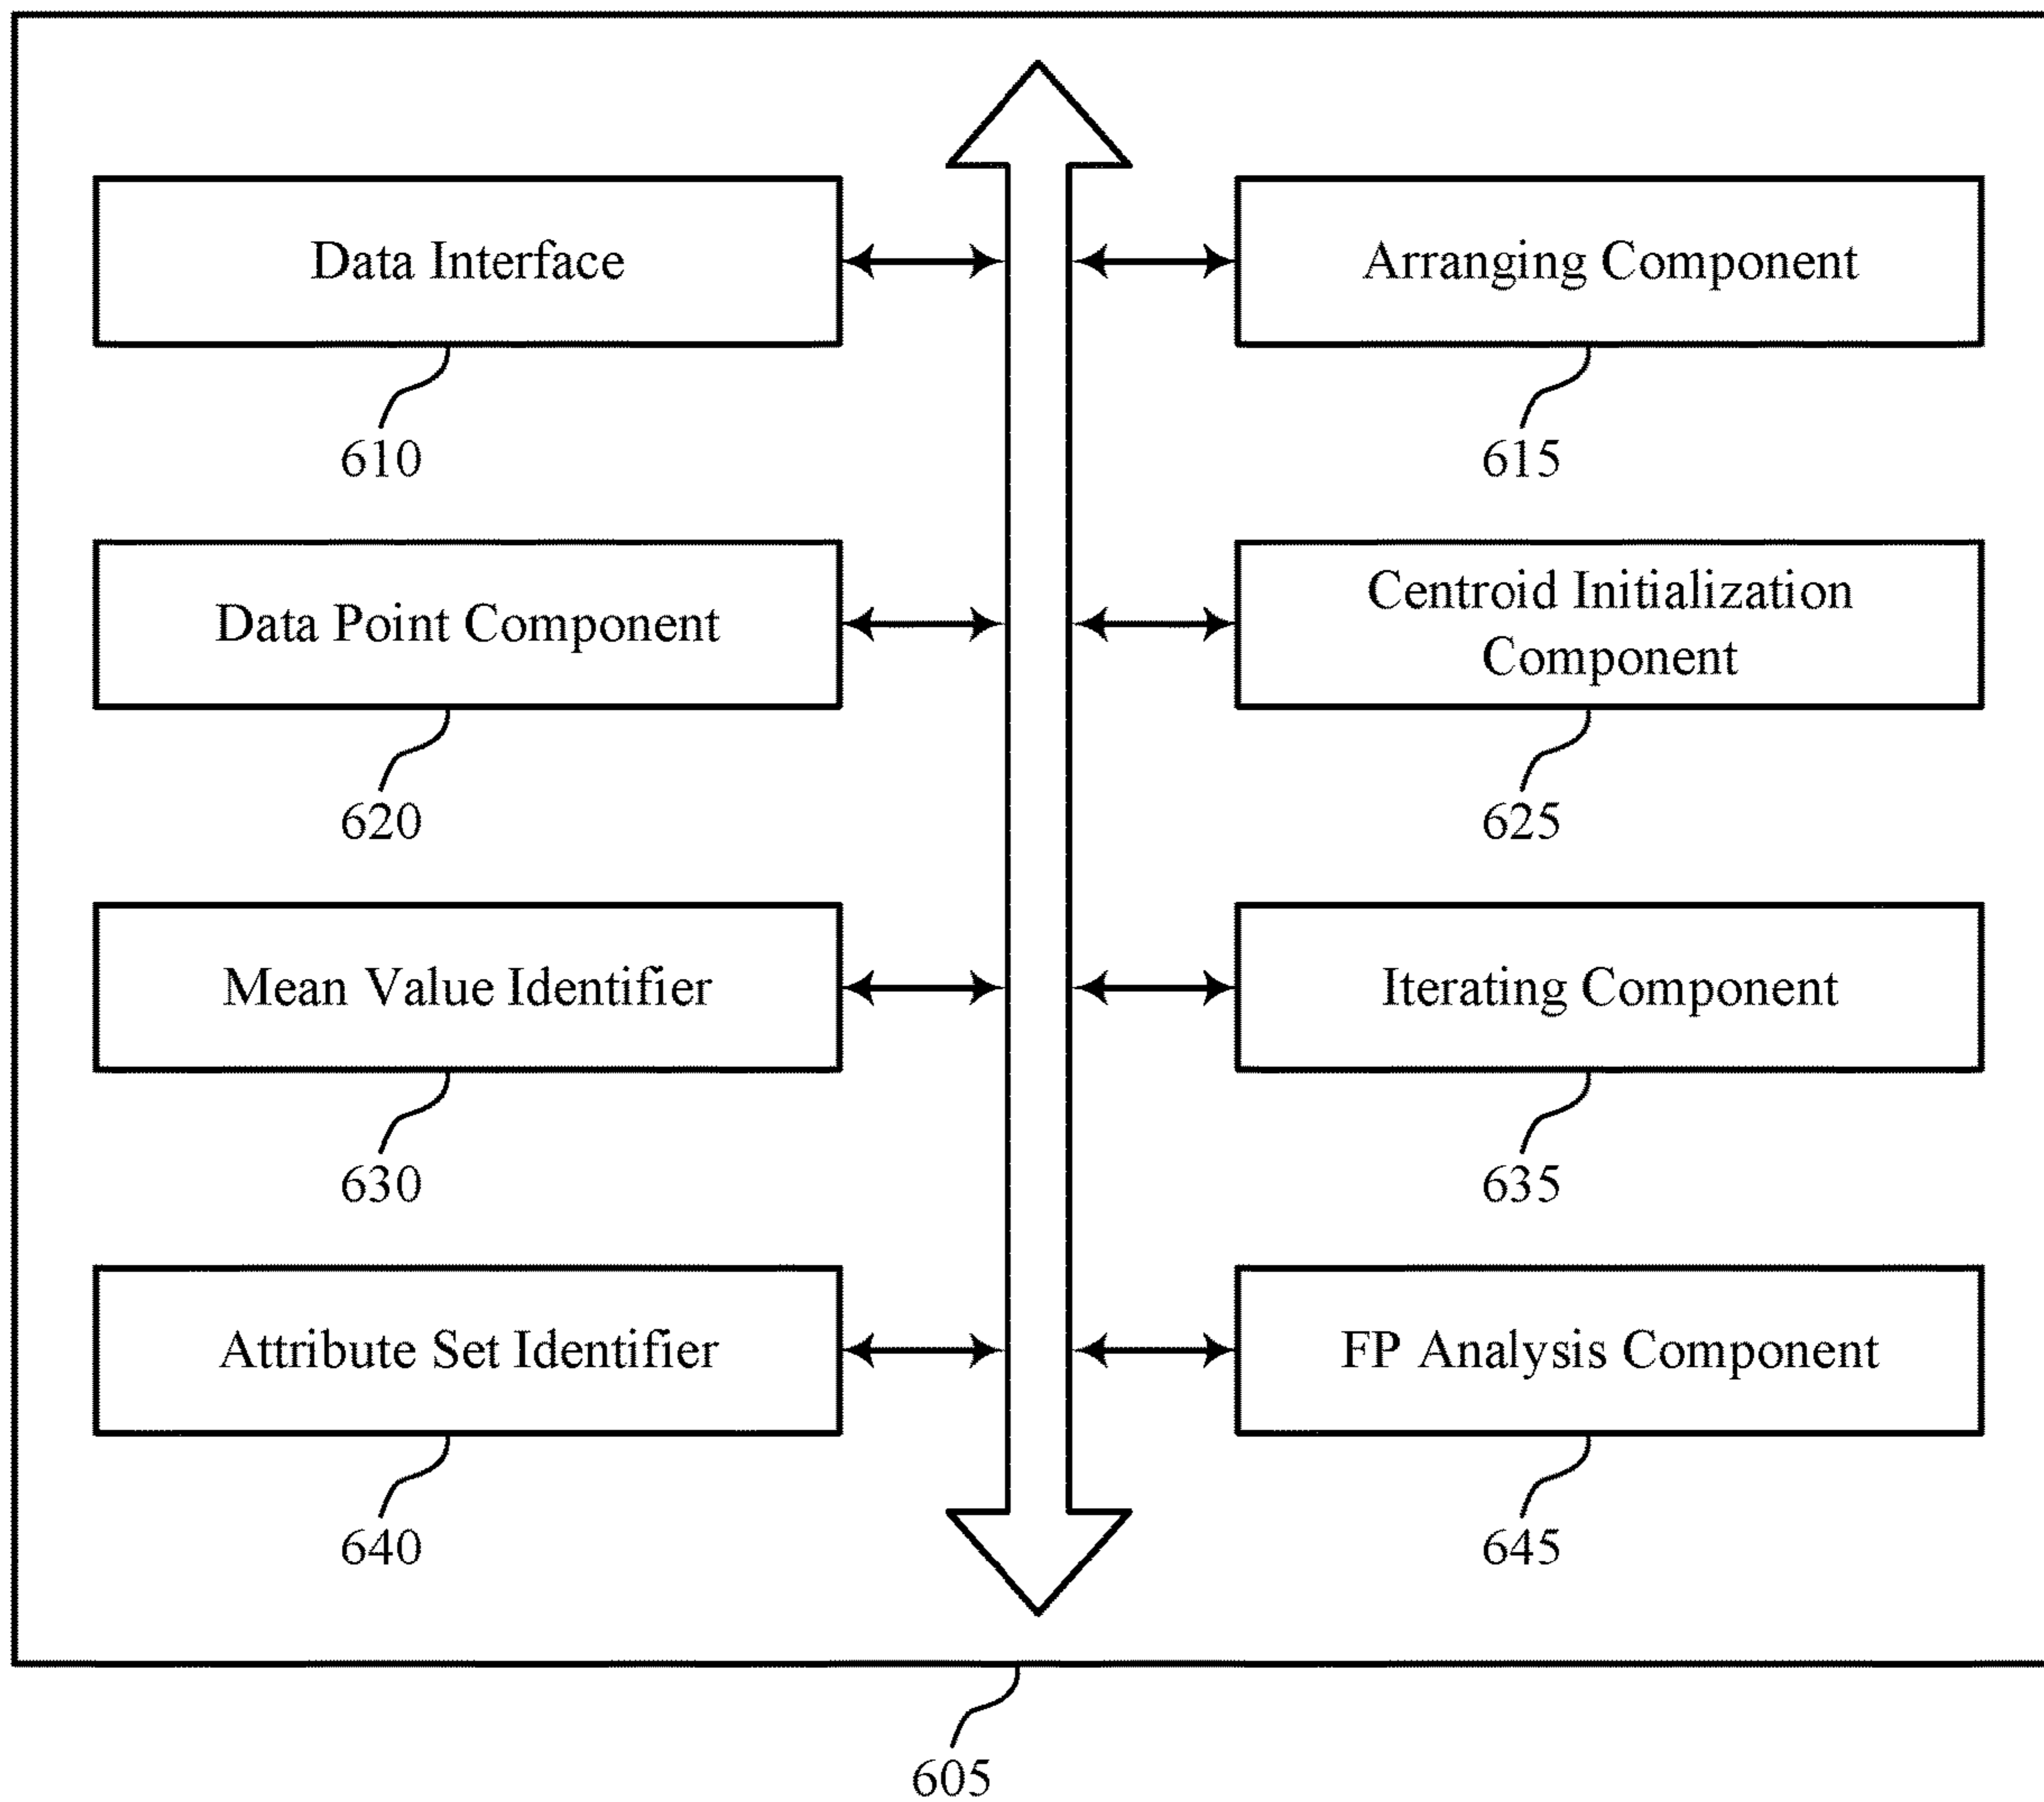 Data Interface
Arranging Component
610
615
Data Point Component
Centroid Initialization
Component
620
625
Mean Value Identifier
Iterating Component
630
635
Attribute Set Identifier
FP Analysis Component
640
645
605